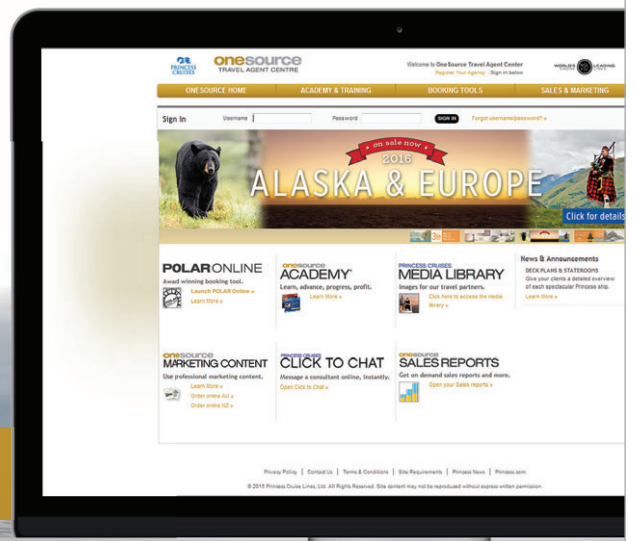 PRINCESS CRUISES
onesource
TRAVEL AGENT CENTRE
Welcome to OneSource Travel Agent Center
Register Your Agency | Sign in below
WORLD'S LEADING
ONESOURCE HOME
ACADEMY & TRAINING
BOOKING TOOLS
SALES & MARKETING
Sign In
Username
Password
SIGN IN
Forgot username/password? »
• on sale now •
2016
ALASKA & EUROPE
Click for details
POLAR ONLINE
Award winning booking tool.
Launch POLAR Online »
Learn More »
onesource
ACADEMY
Learn, advance, progress, profit.
Learn More »
PRINCESS CRUISES
MEDIA LIBRARY
Images for our travel partners.
Click here to access the media
library »
News & Announcements
DECK PLANS & STATEROOMS
Give your clients a detailed overview
of each spectacular Princess ship.
Learn More »
onesource
MARKETING CONTENT
Use professional marketing content.
Learn More »
Order online AU »
Order online NZ »
PRINCESS CRUISES
CLICK TO CHAT
Message a consultant online, instantly.
Open Click to Chat »
onesource
SALES REPORTS
Get on demand sales reports and more.
Open your Sales reports »
Privacy Policy | Contact Us | Terms & Conditions | Site Requirements | Princess News | Princess.com
© 2015 Princess Cruise Lines, Ltd. All Rights Reserved. Site content may not be reproduced without express written permission.